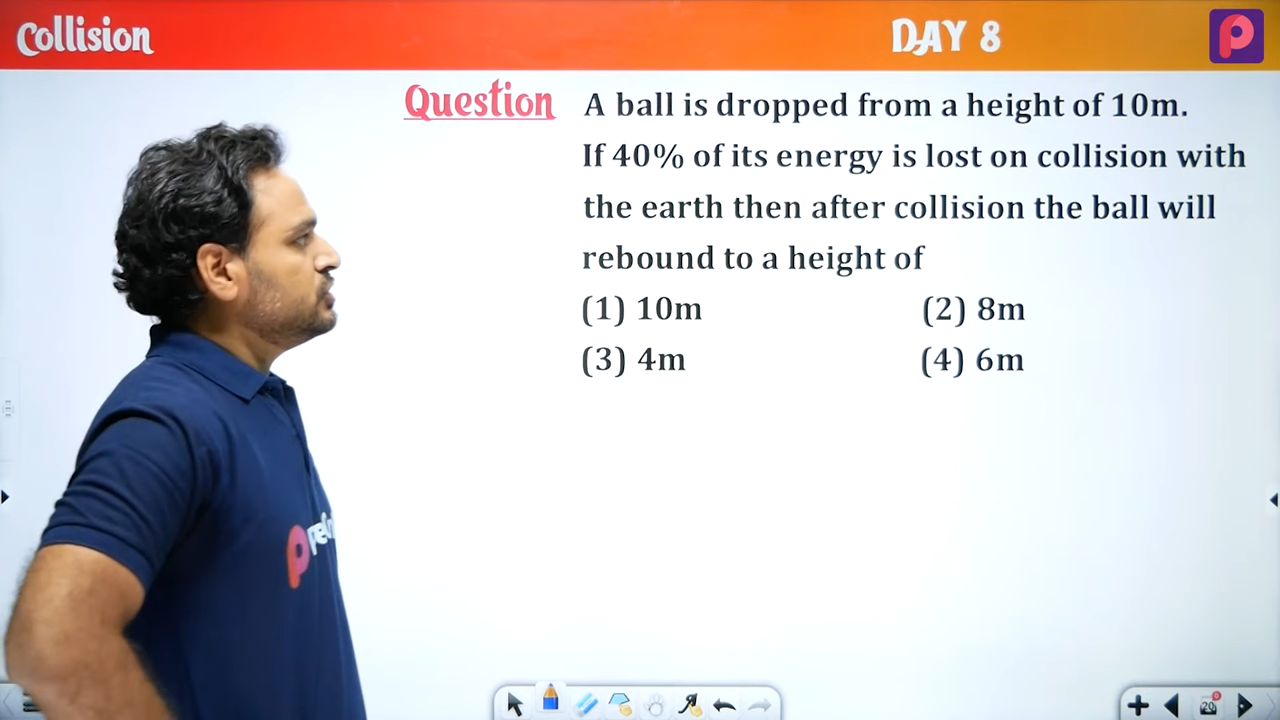 Collision
DAY 8
Question A ball is dropped from a height of 10m.
If 40% of its energy is lost on collision with
the earth then after collision the ball will
rebound to a height of
(1) 10m (2) 8m
(3) 4m (4) 6m
20